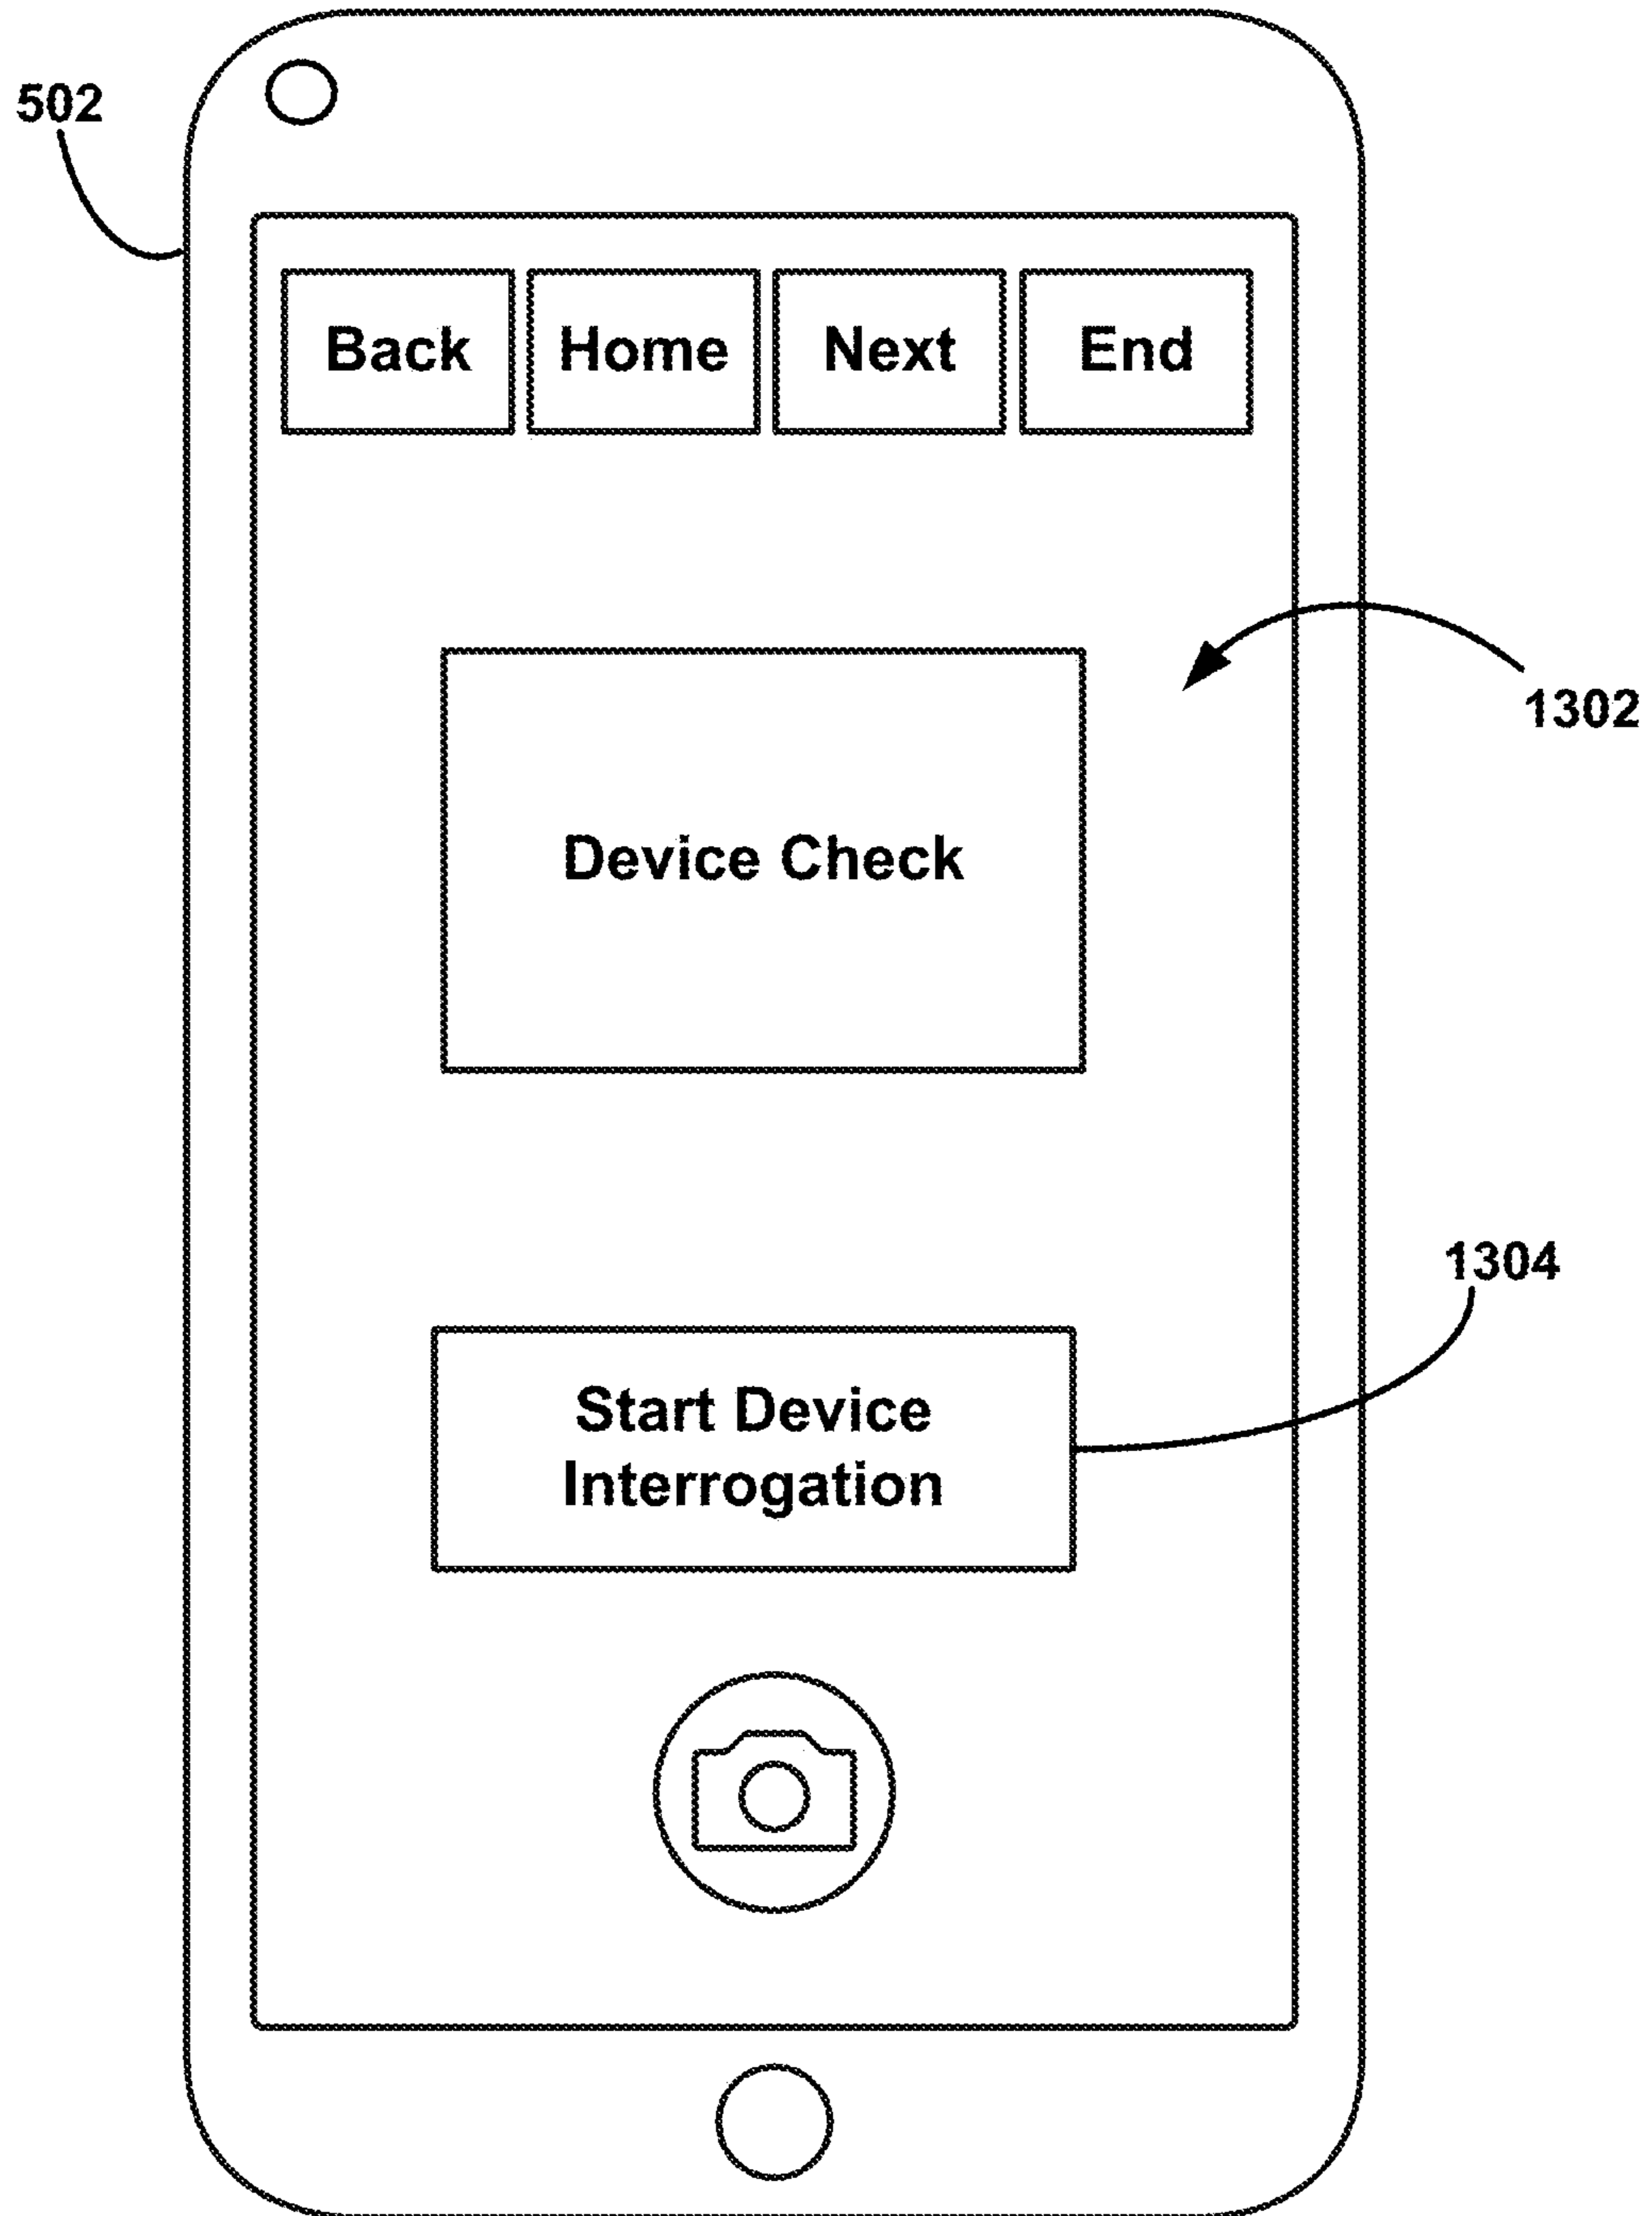 502
Back Home Next End
1302
Device Check
1304
Start Device
Interrogation